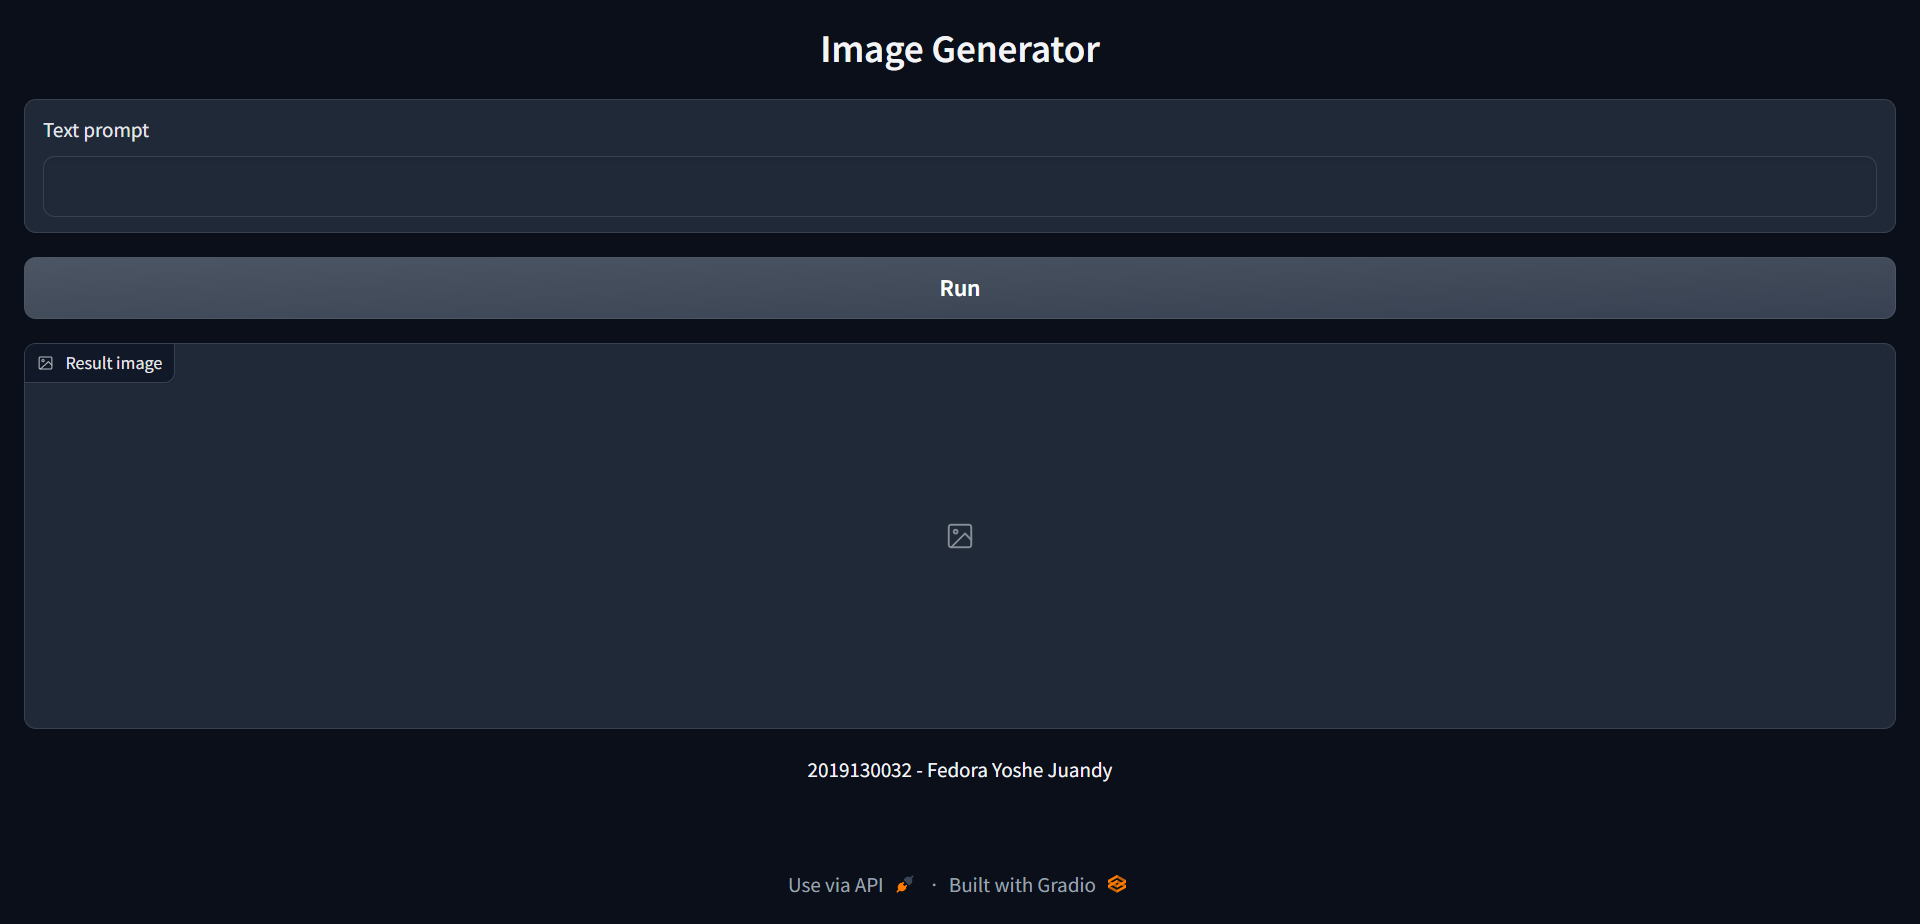 Image Generator
Text prompt
Run
Result image
2019130032 - Fedora Yoshe Juandy
Use via API · Built with Gradio